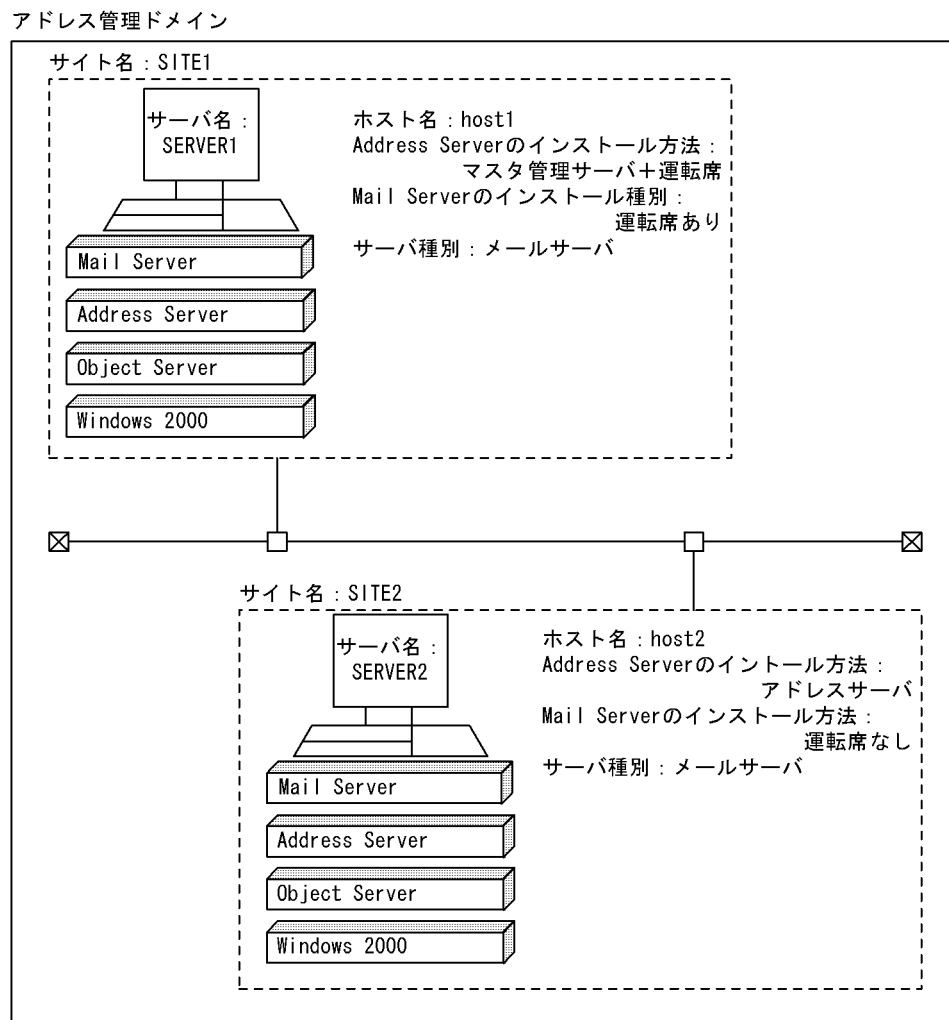 アドレス管理ドメイン
サイト名：SITE1
サーバ名：
SERVER1
ホスト名：host1
Address Serverのインストール方法：
マスタ管理サーバ＋運転席
Mail Serverのインストール種別：
運転席あり
サーバ種別：メールサーバ
Mail Server
Address Server
Object Server
Windows 2000
サイト名：SITE2
サーバ名：
SERVER2
ホスト名：host2
Address Serverのイントール方法：
アドレスサーバ
Mail Serverのインストール方法：
運転席なし
サーバ種別：メールサーバ
Mail Server
Address Server
Object Server
Windows 2000